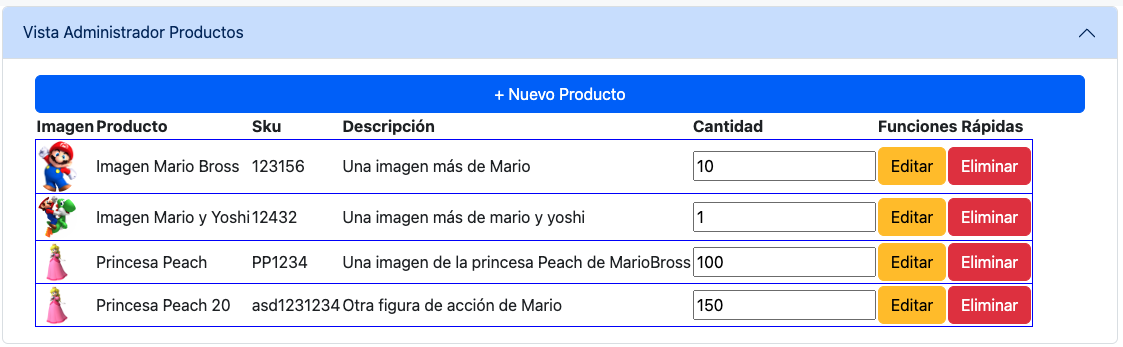 Vista Administrador Productos
+ Nuevo Producto
Imagen Producto Sku Descripción Cantidad Funciones Rápidas
Imagen Mario Bross 123156 Una imagen más de Mario 10 Editar Eliminar
Imagen Mario y Yoshi 12432 Una imagen más de mario y yoshi 1 Editar Eliminar
Princesa Peach PP1234 Una imagen de la princesa Peach de MarioBross 100 Editar Eliminar
Princesa Peach 20 asd1231234 Otra figura de acción de Mario 150 Editar Eliminar